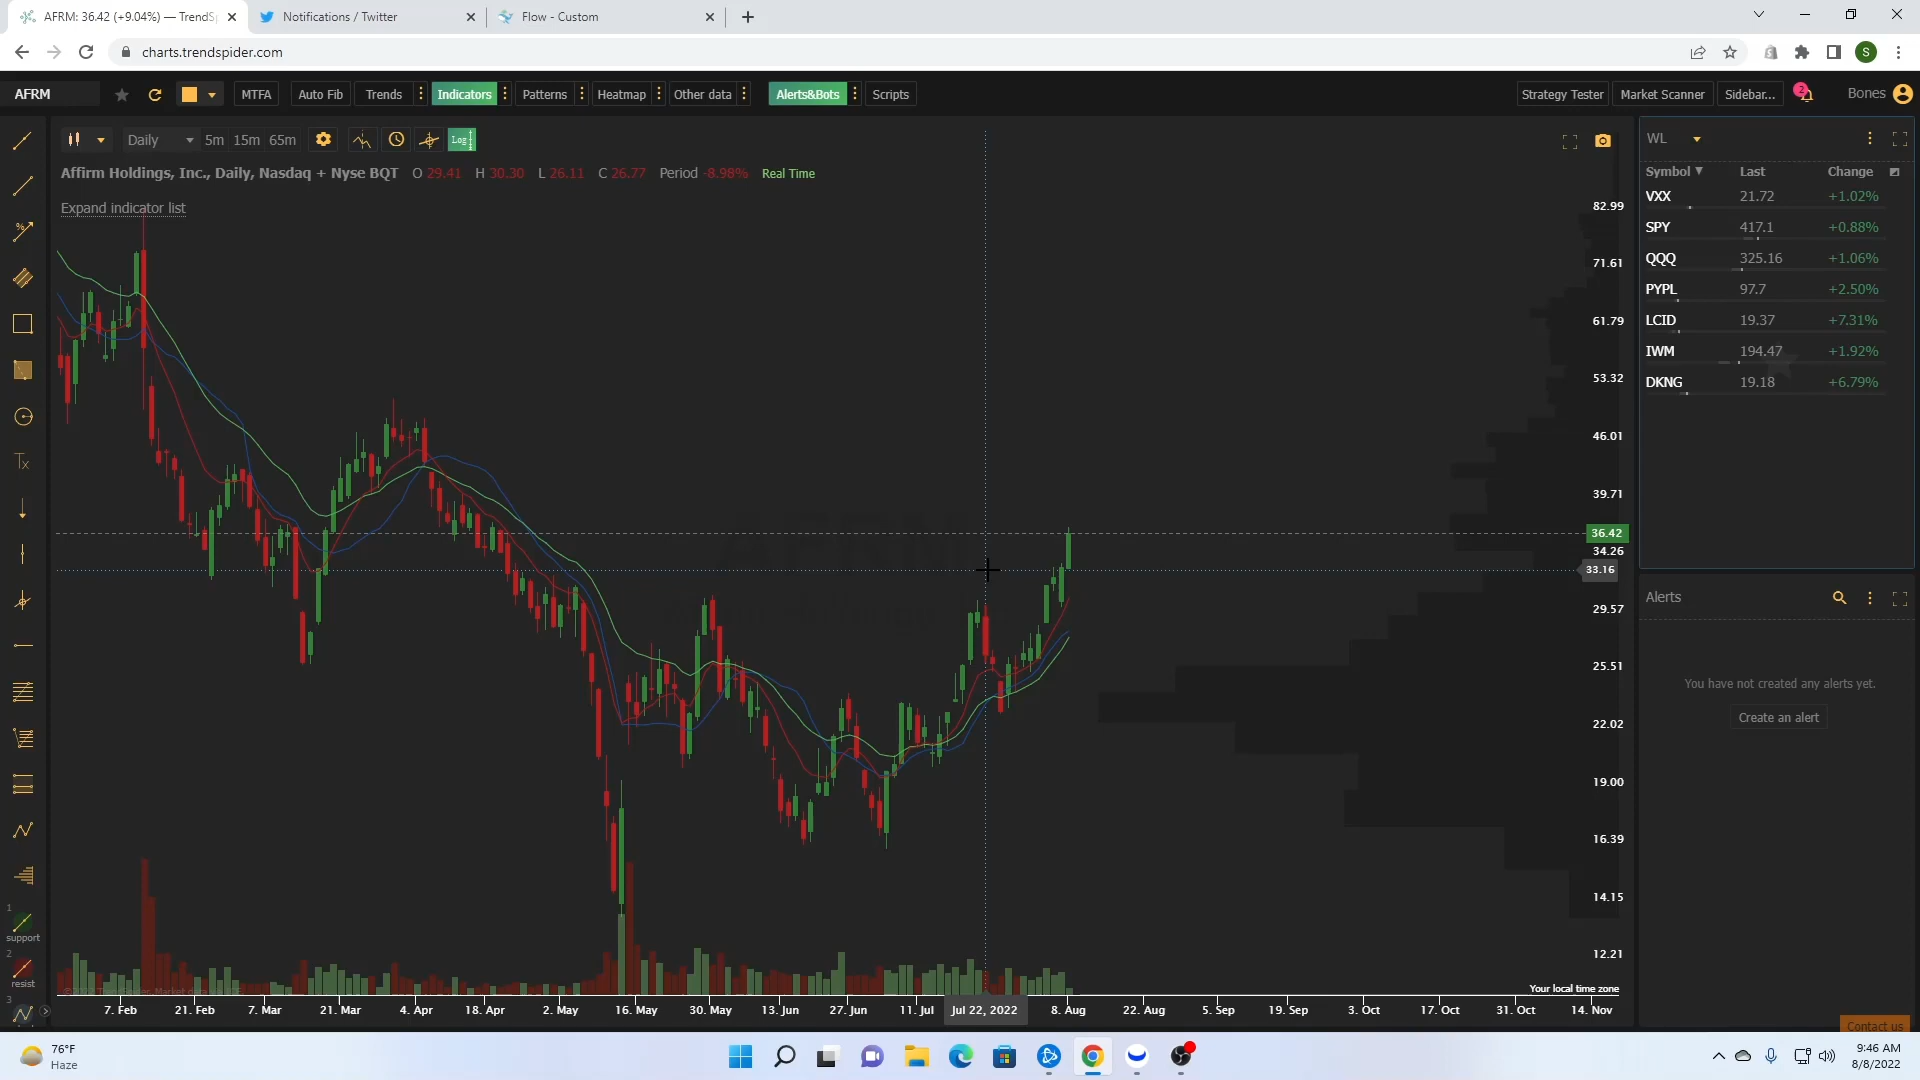 AFRM: 36.42 (+9.04%) — TrendSp
Notifications / Twitter
Flow - Custom
charts.trendspider.com
S
AFRM
MTFA
Auto Fib
Trends
Indicators
Patterns
Heatmap
Other data
Alerts&Bots
Scripts
Strategy Tester
Market Scanner
Sidebar...
2
Bones
Daily
5m
15m
65m
Log
Affirm Holdings, Inc., Daily, Nasdaq + Nyse BQT O 29.41 H 30.30 L 26.11 C 26.77 Period -8.98% Real Time
Expand indicator list
82.99
71.61
61.79
53.32
46.01
39.71
36.42
34.26
33.16
29.57
25.51
22.02
19.00
16.39
14.15
12.21
Your local time zone
7. Feb
21. Feb
7. Mar
21. Mar
4. Apr
18. Apr
2. May
16. May
30. May
13. Jun
27. Jun
11. Jul
Jul 22, 2022
8. Aug
22. Aug
5. Sep
19. Sep
3. Oct
17. Oct
31. Oct
14. Nov
Tx
1
support
2
resist
3
WL
Symbol Last Change
VXX 21.72 +1.02%
SPY 417.1 +0.88%
QQQ 325.16 +1.06%
PYPL 97.7 +2.50%
LCID 19.37 +7.31%
IWM 194.47 +1.92%
DKNG 19.18 +6.79%
Alerts
You have not created any alerts yet.
Create an alert
Contact us
76°F
Haze
9:46 AM
8/8/2022